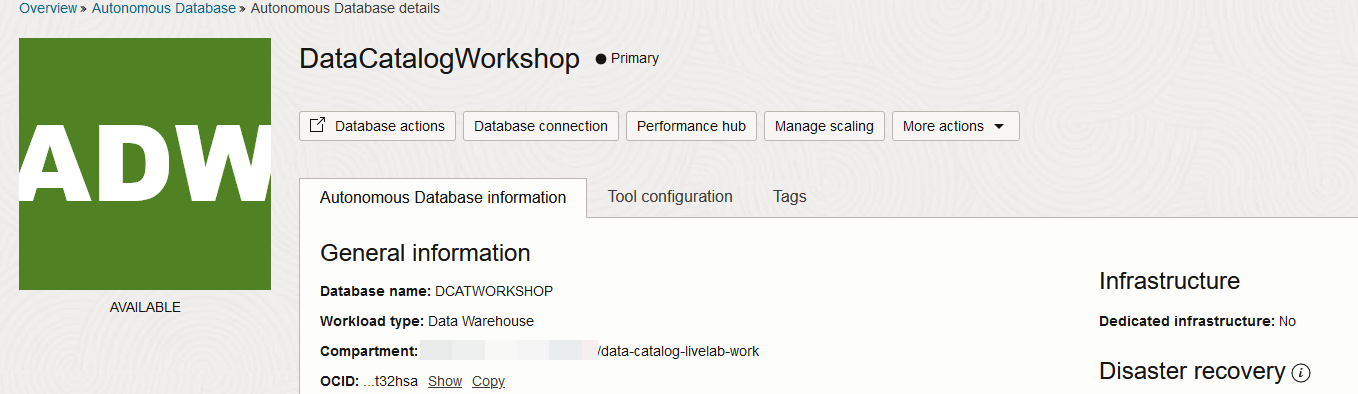 Overview » Autonomous Database » Autonomous Database details
ADW
AVAILABLE
DataCatalogWorkshop Primary
Database actions Database connection Performance hub Manage scaling More actions
Autonomous Database information Tool configuration Tags
General information
Database name: DCATWORKSHOP
Workload type: Data Warehouse
Compartment: /data-catalog-livelab-work
OCID: ...t32hsa Show Copy
Infrastructure
Dedicated infrastructure: No
Disaster recovery i